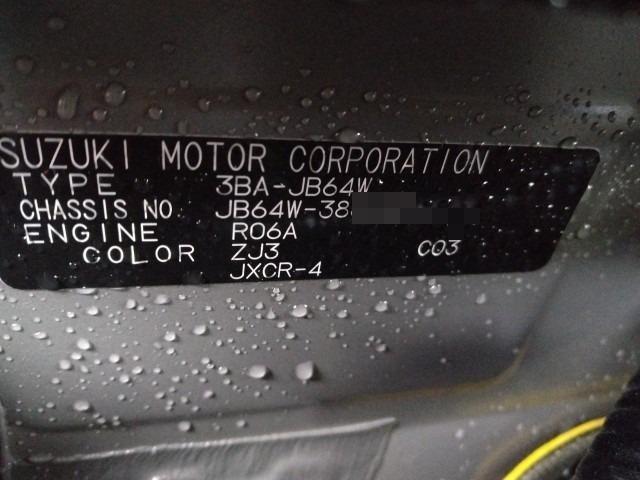 SUZUKI MOTOR CORPORATION
TYPE 3BA-JB64W
CHASSIS NO. JB64W-38
ENGINE R06A
COLOR ZJ3 C03
JXCR-4